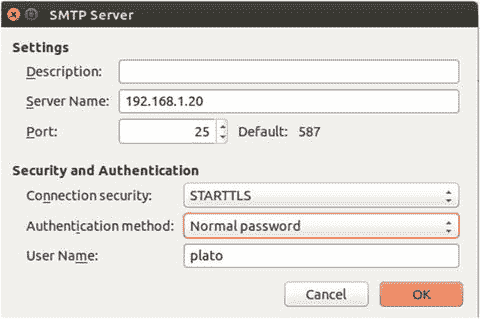 SMTP Server
Settings
Description:
Server Name: 192.168.1.20
Port: 25 Default: 587
Security and Authentication
Connection security: STARTTLS
Authentication method: Normal password
User Name: plato
Cancel OK